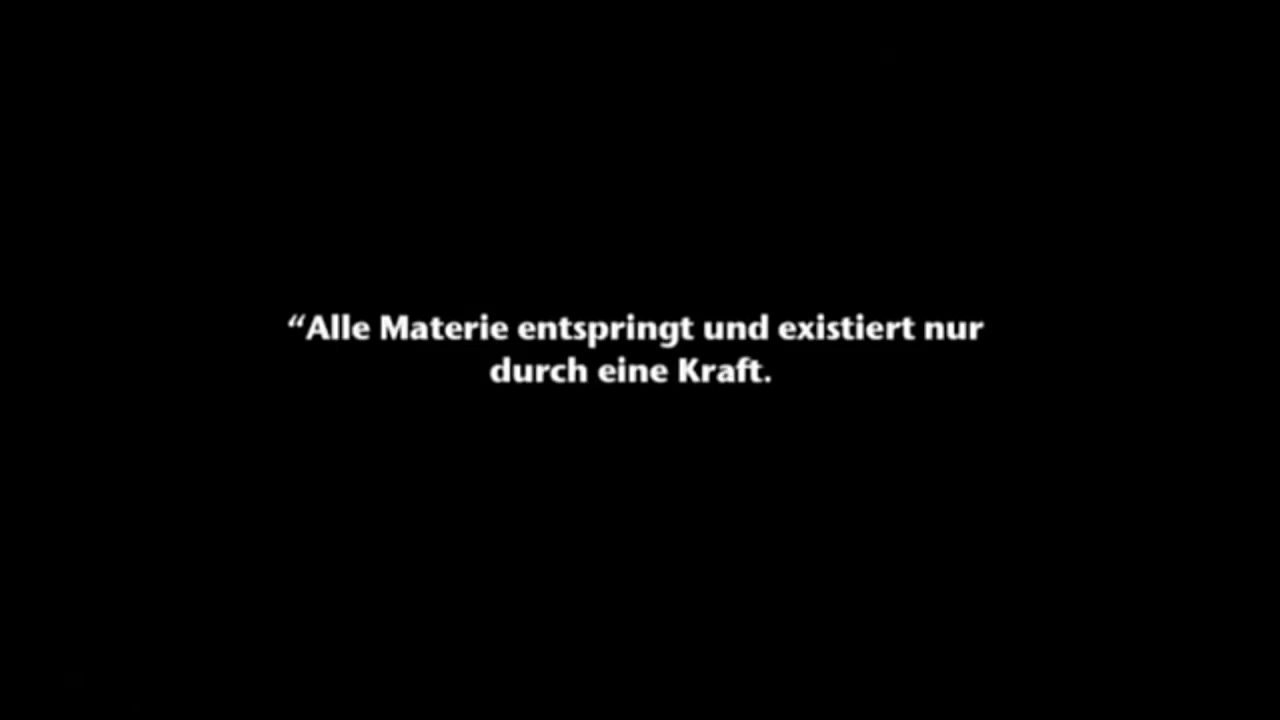 “Alle Materie entspringt und existiert nur
durch eine Kraft.